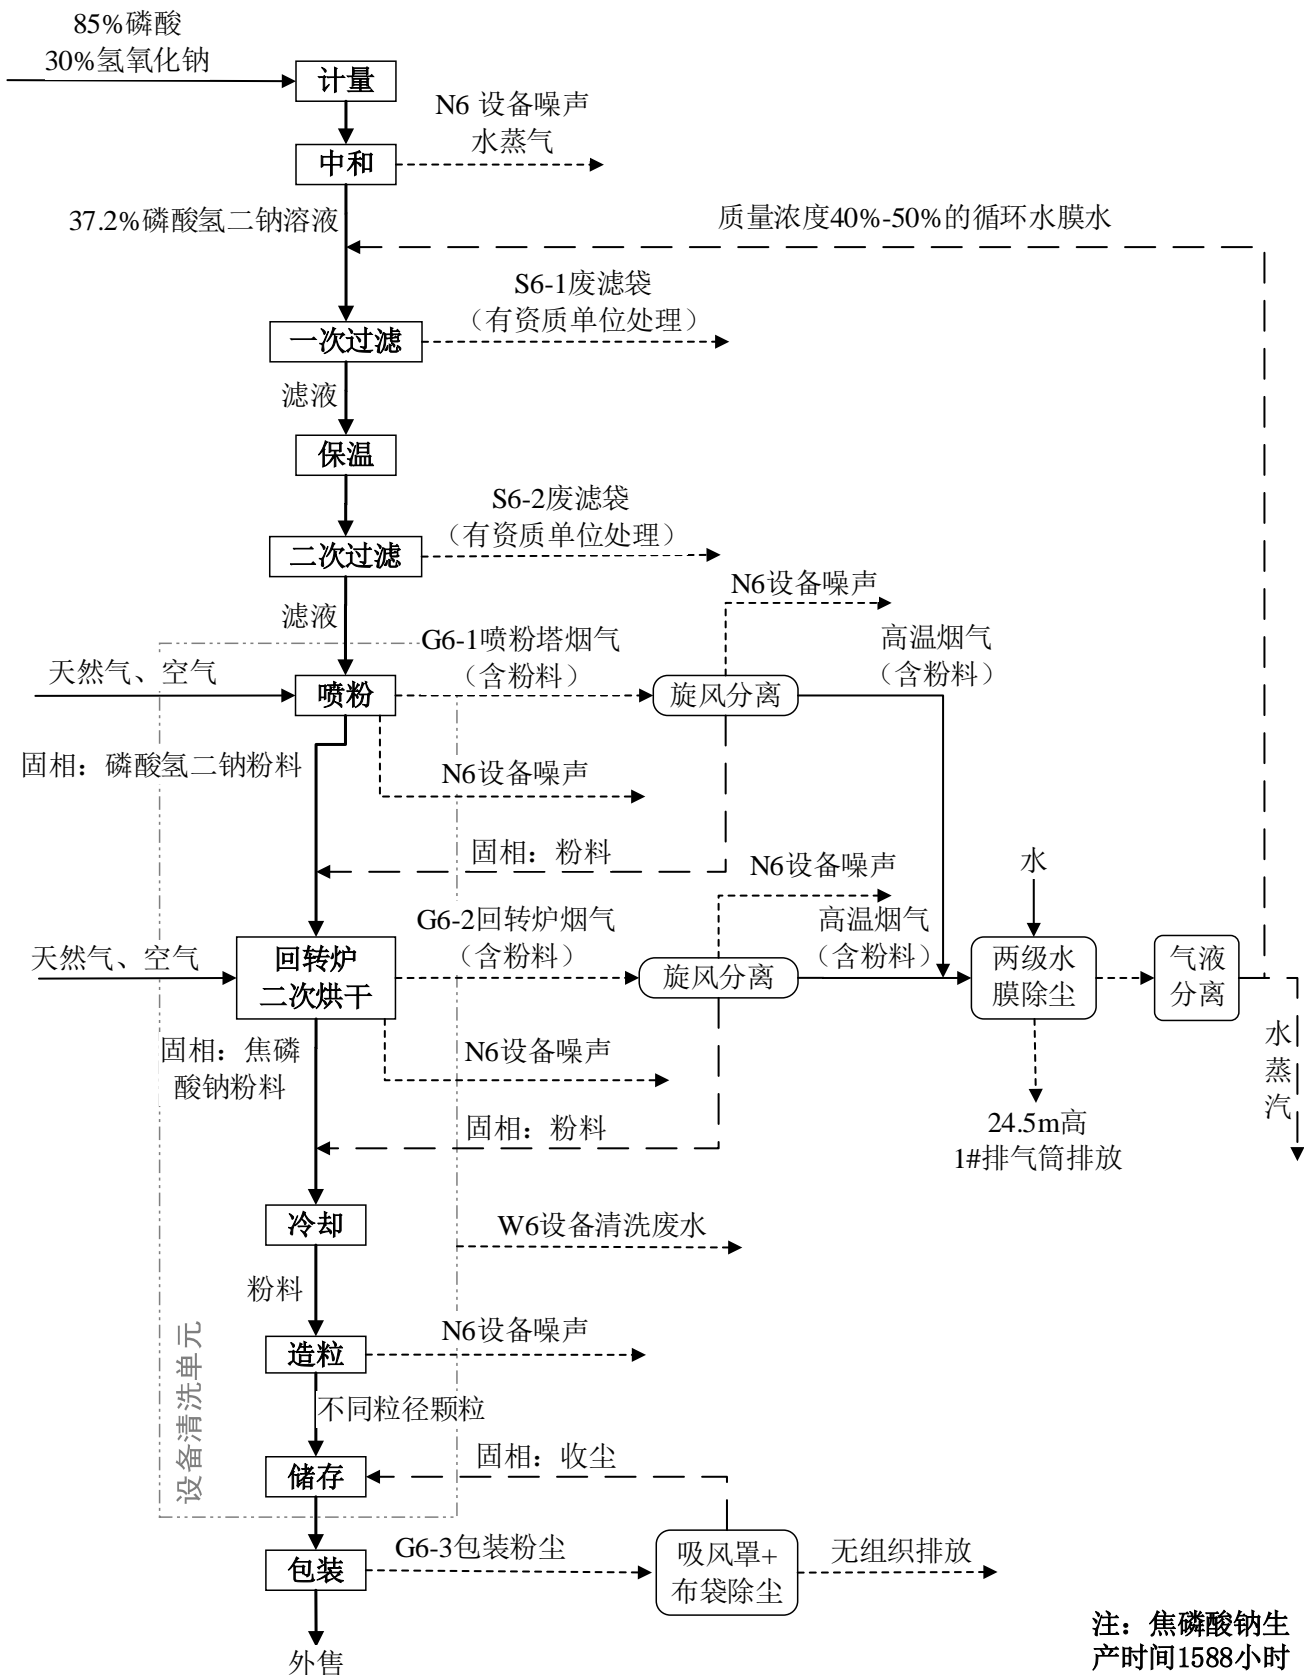 85%磷酸
30%氢氧化钠
计量
N6 设备噪声
水蒸气
中和
37.2%磷酸氢二钠溶液
质量浓度40%-50%的循环水膜水
S6-1废滤袋
（有资质单位处理）
一次过滤
滤液
保温
S6-2废滤袋
（有资质单位处理）
二次过滤
N6设备噪声
滤液
G6-1喷粉塔烟气
（含粉料）
高温烟气
（含粉料）
天然气、空气
喷粉
旋风分离
固相：磷酸氢二钠粉料
N6设备噪声
固相：粉料
N6设备噪声
水
G6-2回转炉烟气
（含粉料）
高温烟气
（含粉料）
天然气、空气
回转炉
二次烘干
旋风分离
两级水
膜除尘
气液
分离
固相：焦磷
酸钠粉料
N6设备噪声
水蒸汽
固相：粉料
24.5m高
1#排气筒排放
冷却
W6设备清洗废水
粉料
造粒
N6设备噪声
设备清洗单元
不同粒径颗粒
固相：收尘
储存
包装
G6-3包装粉尘
吸风罩+
布袋除尘
无组织排放
外售
注：焦磷酸钠生
产时间1588小时